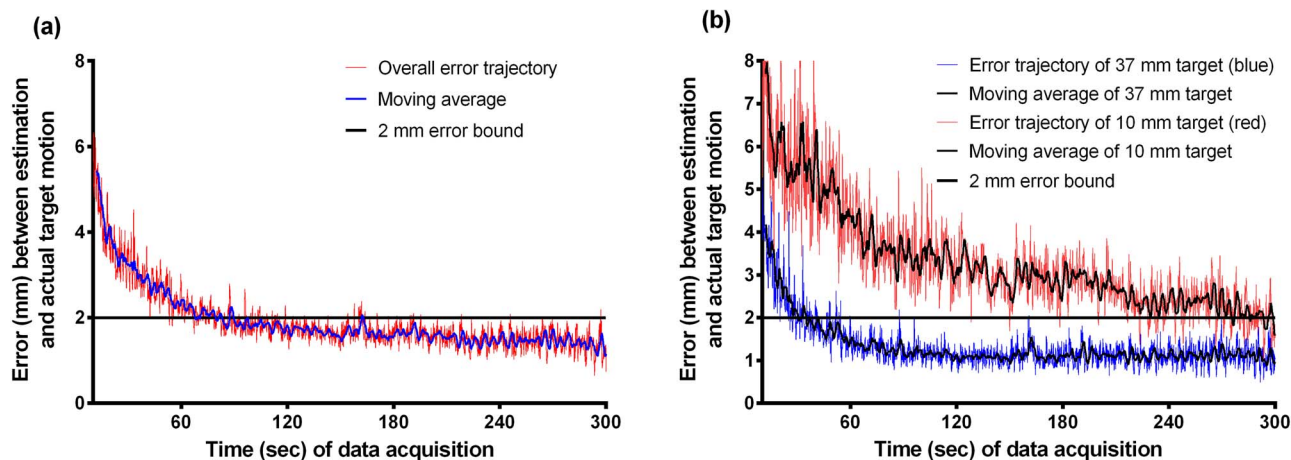 (a)
Error (mm) between estimation
and actual target motion
8
6
4
2
0
60
120
180
240
300
Time (sec) of data acquisition
Overall error trajectory
Moving average
2 mm error bound
(b)
Error (mm) between estimation
and actual target motion
8
7
6
5
4
3
2
1
0
60
120
180
240
300
Time (sec) of data acquisition
Error trajectory of 37 mm target (blue)
Moving average of 37 mm target
Error trajectory of 10 mm target (red)
Moving average of 10 mm target
2 mm error bound